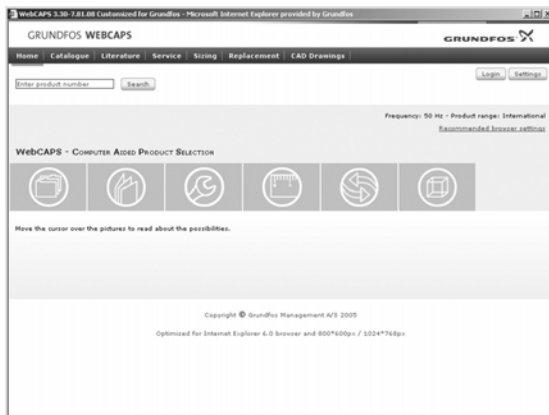 WebCAPS 3.30-7.01.08 Customized for Grundfos - Microsoft Internet Explorer provided by Grundfos
GRUNDFOS WEBCAPS
GRUNDFOS
Home Catalogue Literature Service Sizing Replacement CAD Drawings
Login Settings
Enter product number Search
Frequency: 50 Hz - Product range: International
Recommended browser settings
WEBCAPS - COMPUTER AIDED PRODUCT SELECTION
Move the cursor over the pictures to read about the possibilities.
Copyright © Grundfos Management A/S 2005
Optimized for Internet Explorer 6.0 browser and 800*600px / 1024*768px